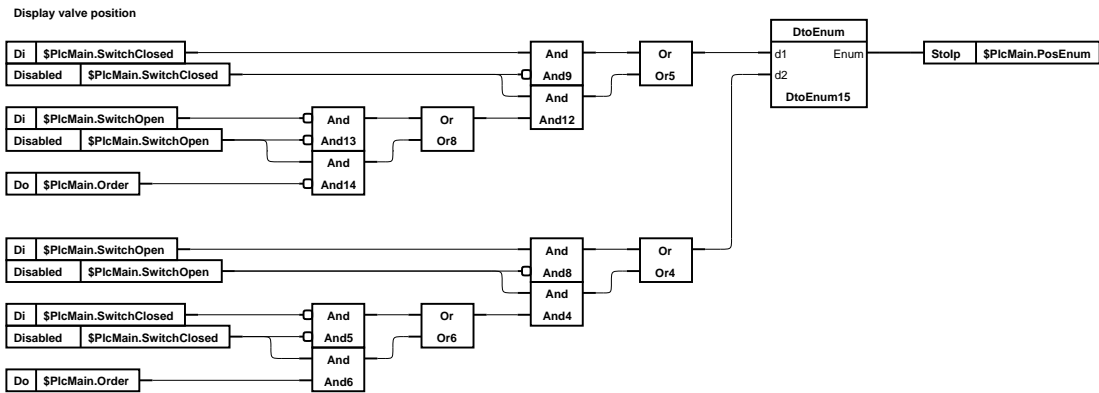 Display valve position
DtoEnum
Di $PlcMain.SwitchClosed And Or d1 Enum StoIp $PlcMain.PosEnum
Disabled $PlcMain.SwitchClosed And9 Or5 d2
And DtoEnum15
Di $PlcMain.SwitchOpen And Or And12
Disabled $PlcMain.SwitchOpen And13 Or8
And
Do $PlcMain.Order And14
Di $PlcMain.SwitchOpen And Or
Disabled $PlcMain.SwitchOpen And8 Or4
And
Di $PlcMain.SwitchClosed And Or And4
Disabled $PlcMain.SwitchClosed And5 Or6
And
Do $PlcMain.Order And6